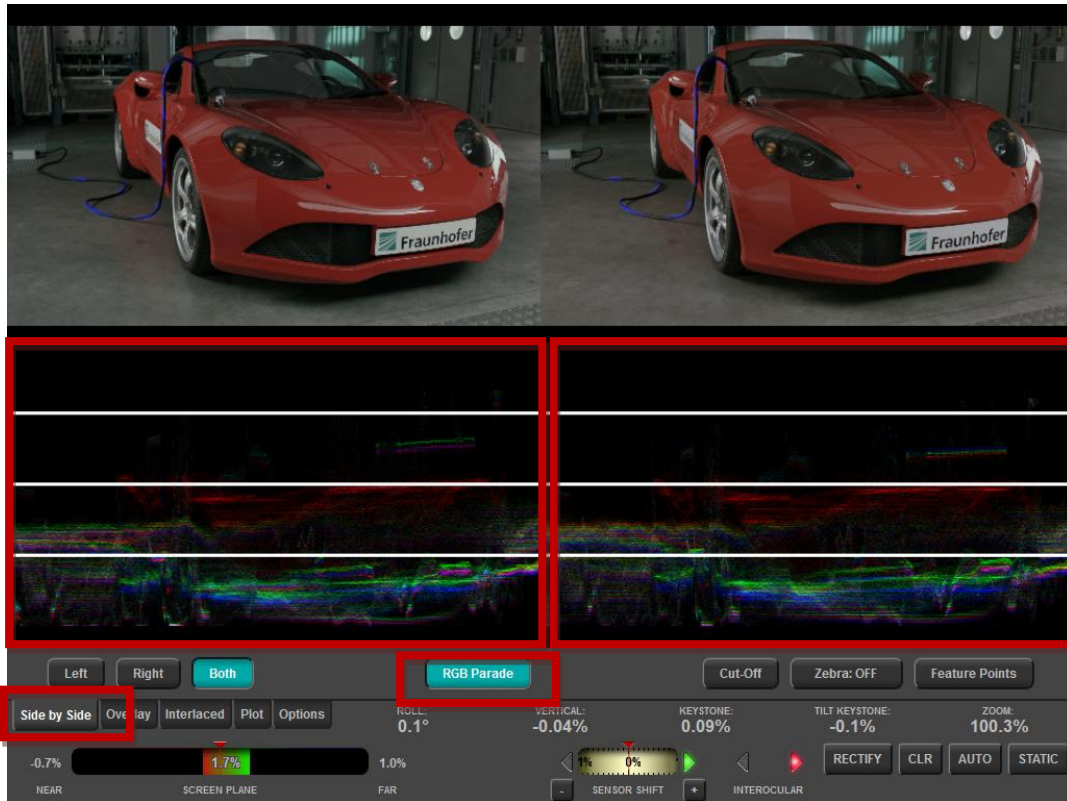 Fraunhofer
Fraunhofer
Left Right Both RGB Parade Cut-Off Zebra: OFF Feature Points
Side by Side Overlay Interlaced Plot Options
ROLL: VERTICAL: KEYSTONE: TILT KEYSTONE: ZOOM:
0.1° -0.04% 0.09% -0.1% 100.3%
-0.7% 1.7% 1.0% 1% 0% 1% RECTIFY CLR AUTO STATIC
NEAR SCREEN PLANE FAR - SENSOR SHIFT + INTEROCULAR